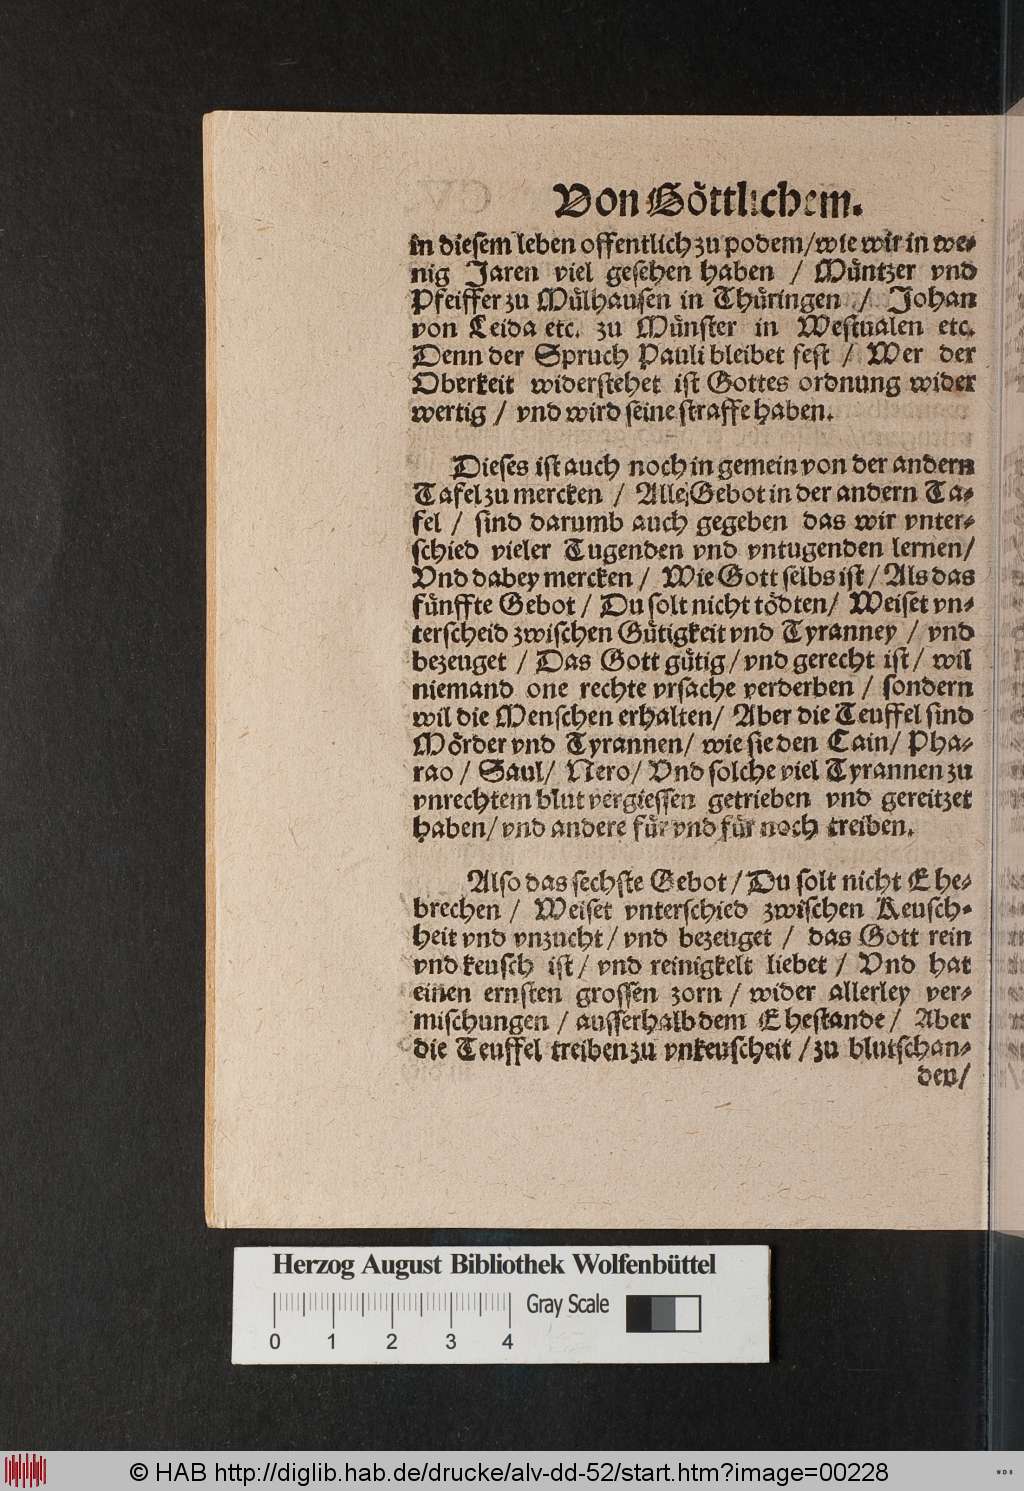 Von Göttlichem.
in diesem leben offentlich zu podem/ wie wir in we-
nig Jaren viel gesehen haben / Müntzer vnd
Pfeiffer zu Mülhausen in Thüringen / Johan
von Leida etc. zu Münster in Westualen etc.
Denn der Spruch Pauli bleibet fest / Wer der
Oberkeit widerstehet ist Gottes ordnung wider
wertig / vnd wird seine straffe haben.
Dieses ist auch noch in gemein von der andern
Tafel zu mercken / Alle Gebot in der andern Ta-
fel / sind darumb auch gegeben das wir vnter-
schied vieler Tugenden vnd vntugenden lernen/
Vnd dabey mercken / Wie Gott selbs ist / Als das
fünffte Gebot / Du solt nicht tödten/ Weiset vn-
terscheid zwischen Gütigkeit vnd Tyranney / vnd
bezeuget / Das Gott gütig / vnd gerecht ist / wil
niemand one rechte vrsache verderben / sondern
wil die Menschen erhalten/ Aber die Teuffel sind
Mörder vnd Tyrannen/ wie sie den Cain/ Pha-
rao / Saul/ Nero/ Vnd solche viel Tyrannen zu
vnrechtem blut vergiessen getrieben vnd gereitzet
haben/ vnd andere für vnd für noch treiben.
Also das sechste Gebot / Du solt nicht Ehe-
brechen / Weiset vnterschied zwischen Keusch-
heit vnd vnzucht / vnd bezeuget / das Gott rein
vnd keusch ist / vnd reinigkeit liebet / Vnd hat
einen ernsten grossen zorn / wider allerley ver-
mischungen / ausserhalb dem Ehestande / Aber
die Teuffel treiben zu vnkeuscheit / zu blutschan-
den/
Herzog August Bibliothek Wolfenbüttel
0 1 2 3 4 Gray Scale
© HAB http://diglib.hab.de/drucke/alv-dd-52/start.htm?image=00228